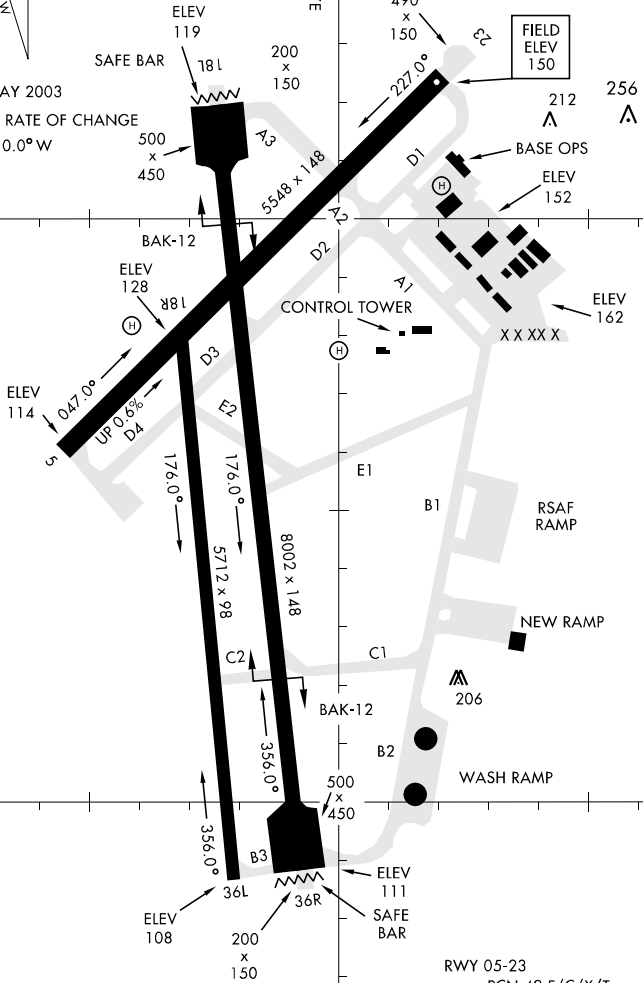 W
E
ELEV
119
SAFE BAR
18L
200
x
150
490
x
150
23
FIELD
ELEV
150
AY 2003
RATE OF CHANGE
0.0° W
500
x
450
A3
227.0°
5548 x 148
D1
212
256
BASE OPS
H
ELEV
152
A2
D2
BAK-12
ELEV
128
18R
A1
H
CONTROL TOWER
H
ELEV
162
X X XX X
D3
ELEV
114
047.0°
UP 0.6%
D4
5
E2
E1
176.0°
176.0°
B1
RSAF
RAMP
5712 x 98
8002 x 148
NEW RAMP
C2
C1
206
BAK-12
356.0°
B2
WASH RAMP
500
x
450
356.0°
B3
ELEV
111
36L
36R
SAFE
BAR
ELEV
108
200
x
150
RWY 05-23
PCN 48 F/C/X/T